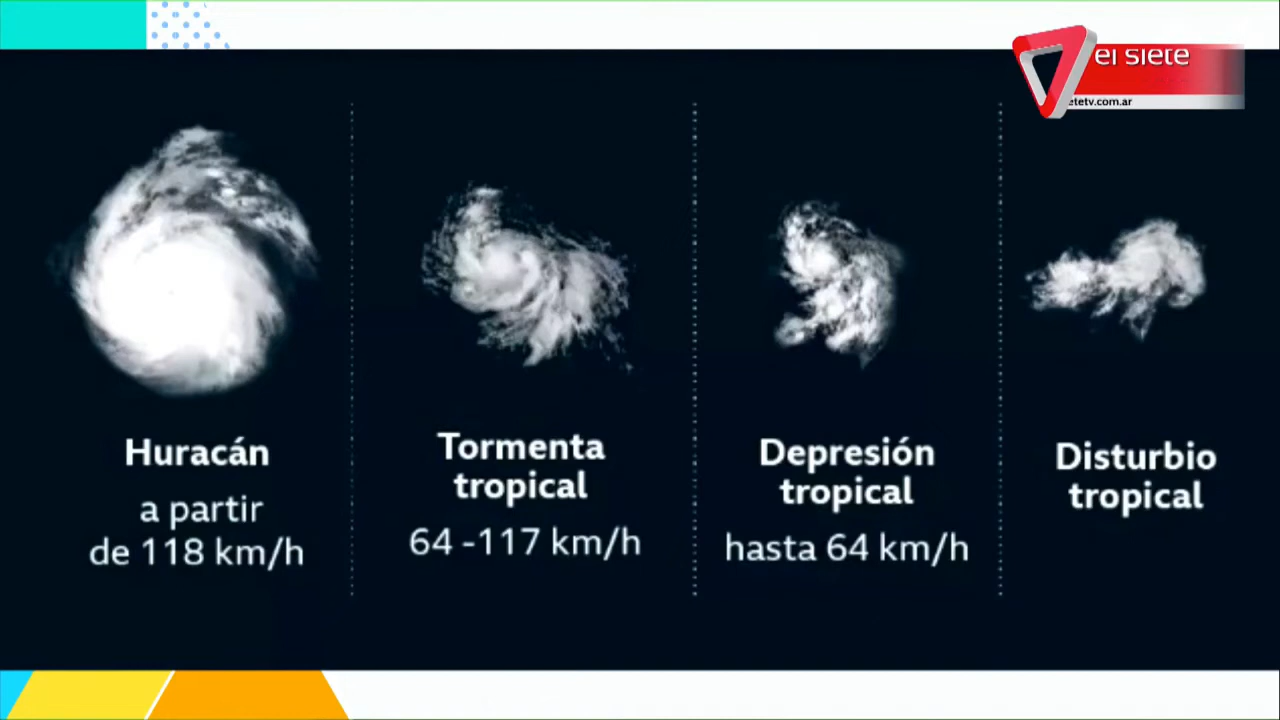 el siete
etetv.com.ar
Huracán
a partir
de 118 km/h
Tormenta
tropical
64 -117 km/h
Depresión
tropical
hasta 64 km/h
Disturbio
tropical